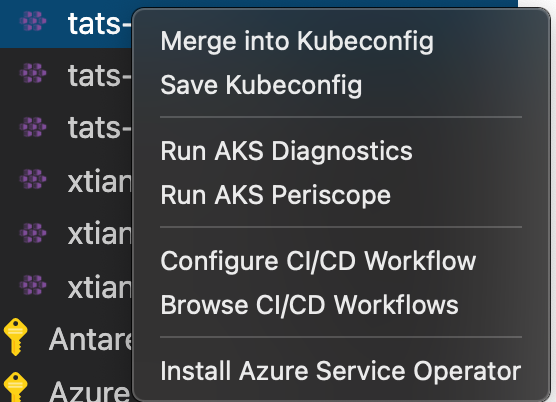 tats-
Merge into Kubeconfig
tats-
Save Kubeconfig
tats-
Run AKS Diagnostics
xtian
Run AKS Periscope
xtian
Configure CI/CD Workflow
xtian
Browse CI/CD Workflows
Antare
Install Azure Service Operator
Azure